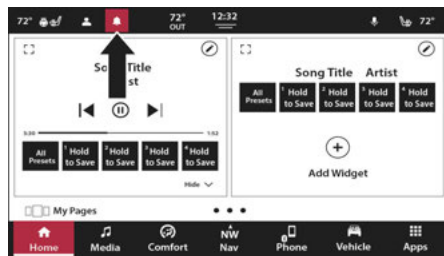 72° 72° OUT 12:32 72°
So Title
st
3:20 1:52
All Presets
1 Hold to Save
2 Hold to Save
3 Hold to Save
4 Hold to Save
Hide
Song Title Artist
All Presets
1 Hold to Save
2 Hold to Save
3 Hold to Save
4 Hold to Save
Add Widget
My Pages
Home Media Comfort Nav Phone Vehicle Apps